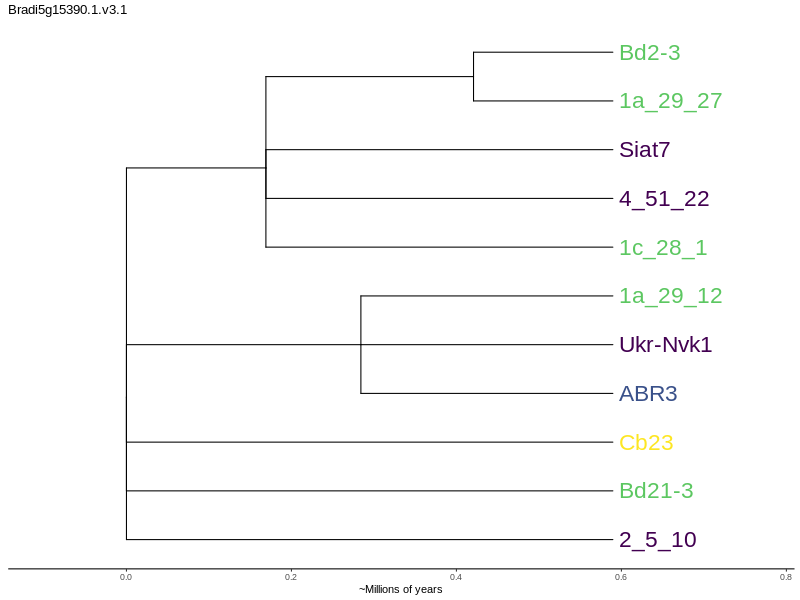 Bradi5g15390.1.v3.1
Bd2-3
1a_29_27
Siat7
4_51_22
1c_28_1
1a_29_12
Ukr-Nvk1
ABR3
Cb23
Bd21-3
2_5_10
0.0 0.2 0.4 0.6 0.8
~Millions of years